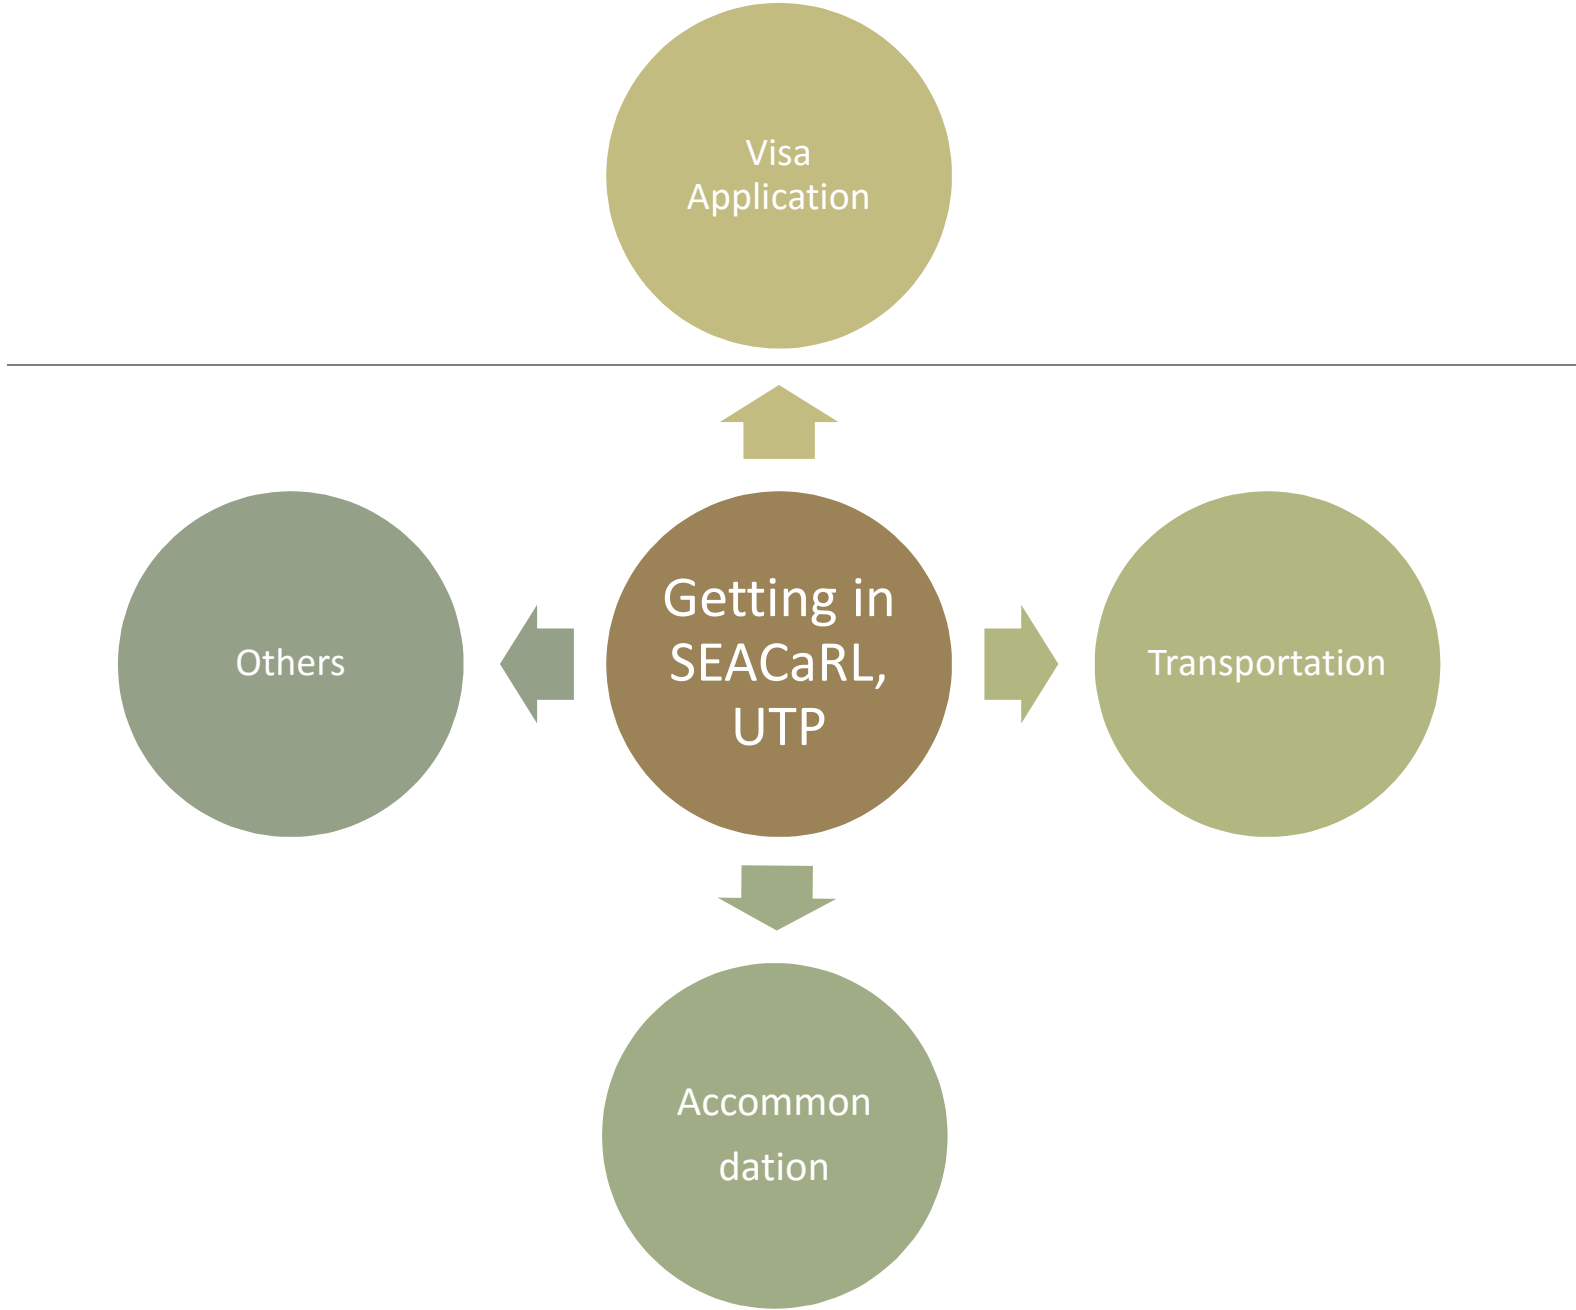 Visa
Application
Others
Getting in
SEACaRL,
UTP
Transportation
Accommon
dation